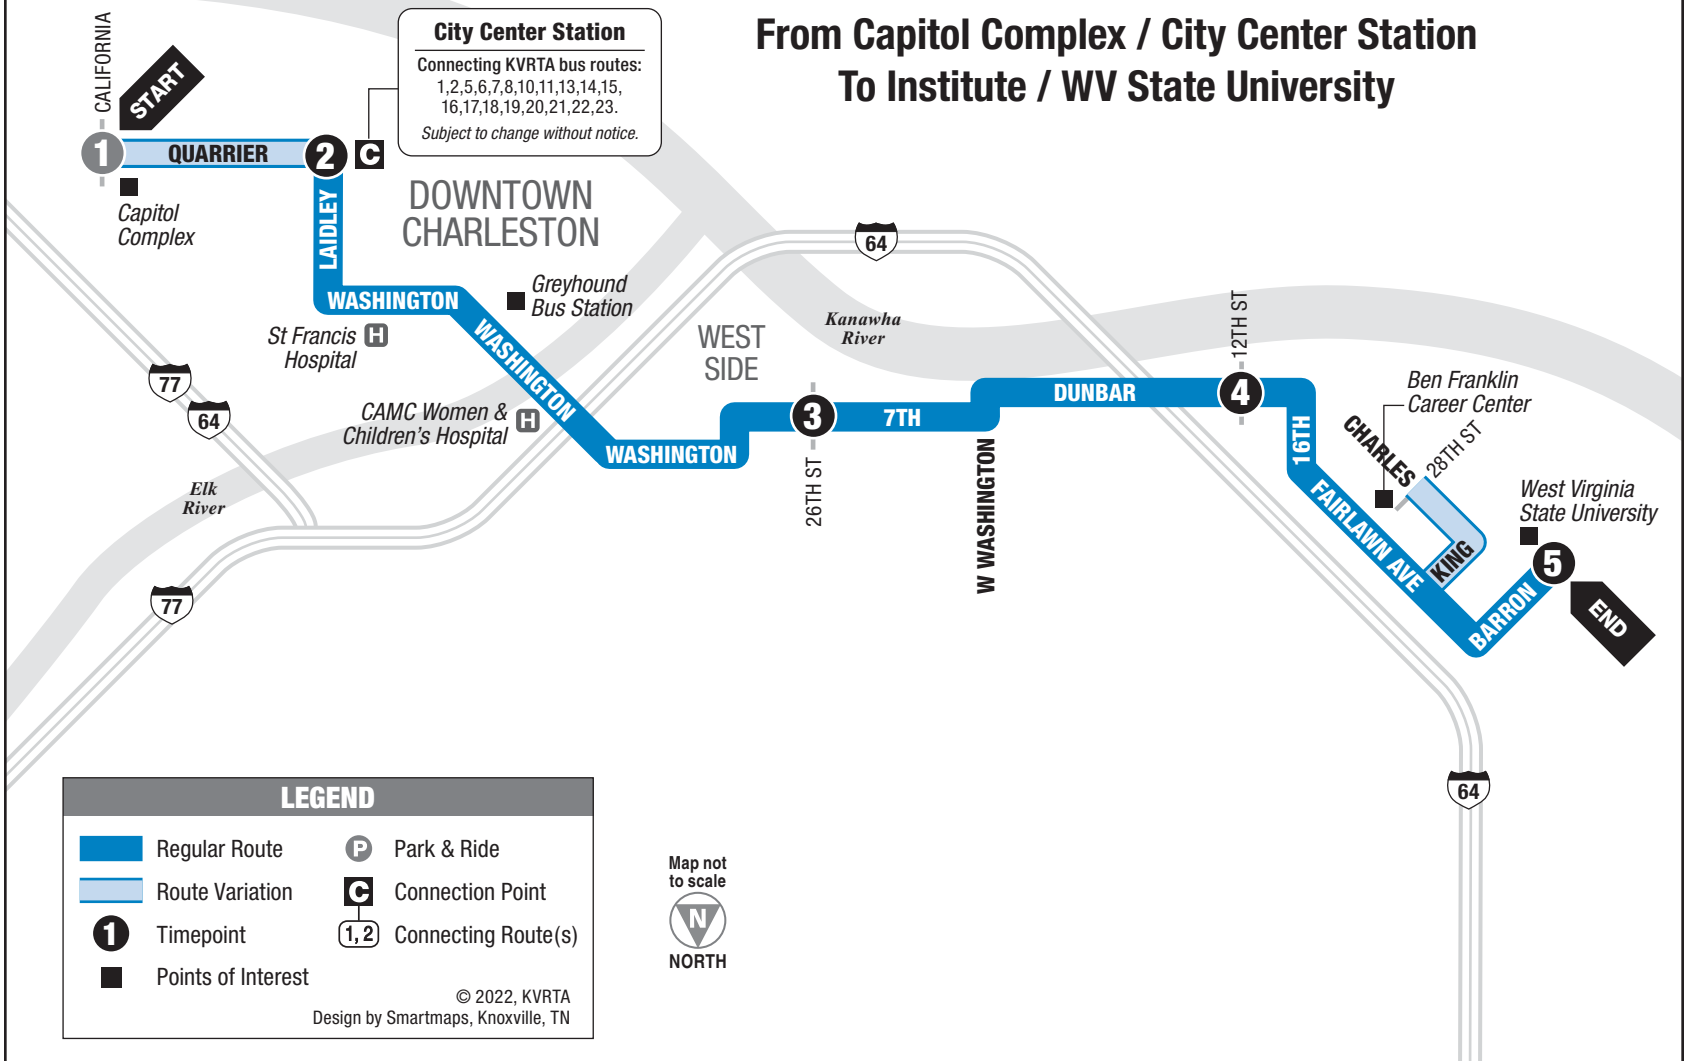 From Capitol Complex / City Center Station
To Institute / WV State University
City Center Station
Connecting KVRTA bus routes:
1,2,5,6,7,8,10,11,13,14,15,
16,17,18,19,20,21,22,23.
Subject to change without notice.
CALIFORNIA
START
1
QUARRIER
2
C
Capitol
Complex
LAIDLEY
DOWNTOWN
CHARLESTON
WASHINGTON
Greyhound
Bus Station
St Francis
Hospital
H
WASHINGTON
CAMC Women &
Children's Hospital
H
WASHINGTON
WEST
SIDE
Kanawha
River
64
77
64
Elk
River
77
3
26TH ST
7TH
W WASHINGTON
DUNBAR
12TH ST
4
16TH
FAIRLAWN AVE
Ben Franklin
Career Center
CHARLES
28TH ST
KING
West Virginia
State University
BARRON
5
END
64
LEGEND
Regular Route
P
Park & Ride
Route Variation
C
Connection Point
1
Timepoint
1, 2
Connecting Route(s)
Points of Interest
© 2022, KVRTA
Design by Smartmaps, Knoxville, TN
Map not
to scale
N
NORTH